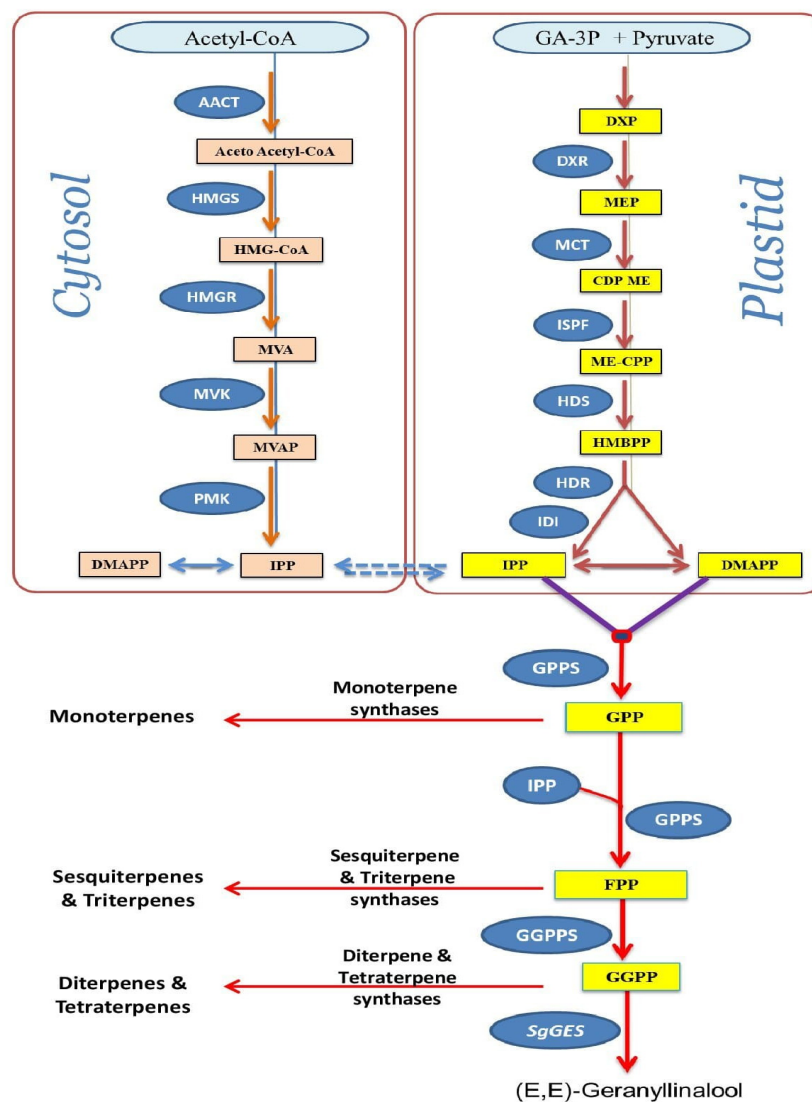 Acetyl-CoA
AACT
Aceto Acetyl-CoA
HMGS
HMG-CoA
HMGR
MVA
MVK
MVAP
PMK
DMAPP
IPP
Cytosol
GA-3P + Pyruvate
DXP
DXR
MEP
MCT
CDP ME
ISPF
ME-CPP
HDS
HMBPP
HDR
IDI
IPP
DMAPP
Plastid
GPPS
Monoterpenes
Monoterpene
synthases
GPP
IPP
GPPS
Sesquiterpenes
& Triterpenes
Sesquiterpene
& Triterpene
synthases
FPP
GGPPS
Diterpenes &
Tetraterpenes
Diterpene &
Tetraterpene
synthases
GGPP
SgGES
(E,E)-Geranyllinalool